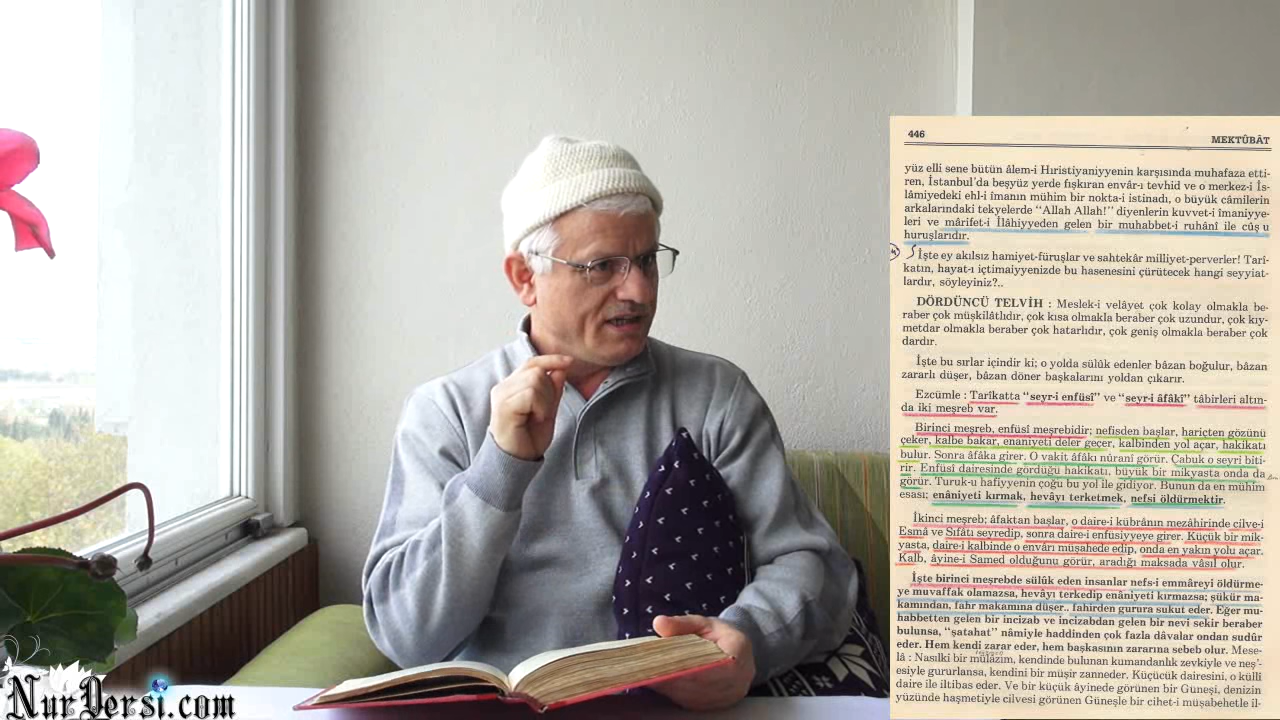 446
MEKTÛBÂT
yüz elli sene bütün âlem-i Hıristiyaniyyenin karşısında muhafaza etti-
ren, İstanbul'da beşyüz yerde fışkıran envâr-ı tevhid ve o merkez-i İs-
lâmiyedeki ehl-i îmanın mühim bir nokta-i istinadı, o büyük câmilerin
arkalarındaki tekyelerde "Allah Allah!" diyenlerin kuvvet-i îmaniyye-
leri ve mârifet-i İlâhiyyeden gelen bir muhabbet-i ruhânî ile cûş u
huruşlarıdır.
İşte ey akılsız hamiyet-füruşlar ve sahtekâr milliyet-perverler! Tarî-
katın, hayat-ı içtimaiyyenizde bu hasenesini çürütecek hangi seyyiat-
lardır, söyleyiniz?..
DÖRDÜNCÜ TELVİH : Meslek-i velâyet çok kolay olmakla be-
raber çok müşkilâtlıdır, çok kısa olmakla beraber çok uzundur, çok kıy-
metdar olmakla beraber çok hatarlıdır, çok geniş olmakla beraber çok
dardır.
İşte bu sırlar içindir ki; o yolda sülûk edenler bâzan boğulur, bâzan
zararlı düşer, bâzan döner başkalarını yoldan çıkarır.
Ezcümle : Tarîkatta "seyr-i enfüsî" ve "seyr-i âfâkî" tâbirleri altın-
da iki meşreb var.
Birinci meşreb, enfüsî meşrebidir; nefisden başlar, hariçten gözünü
çeker, kalbe bakar, enaniyeti deler geçer, kalbinden yol açar, hakikatı
bulur. Sonra âfâka girer. O vakit âfâkı nûranî görür. Çabuk o seyri biti-
rir. Enfüsî dairesinde gördüğü hakikatı, büyük bir mikyasta onda da
görür. Turuk-u hafiyyenin çoğu bu yol ile gidiyor. Bunun da en mühim
esası; enâniyeti kırmak, hevâyı terketmek, nefsi öldürmektir.
İkinci meşreb; âfaktan başlar, o daire-i kübrânın mezâhirinde cilve-i
Esmâ ve Sıfâtı seyredip, sonra daire-i enfusiyyeye girer. Küçük bir mik-
yasta, daire-i kalbinde o envârı müşahede edip, onda en yakın yolu açar.
Kalb, âyine-i Samed olduğunu görür, aradığı maksada vâsıl olur.
İşte birinci meşrebde sülûk eden insanlar nefs-i emmâreyi öldürme-
ye muvaffak olamazsa, hevâyı terkedip enâniyeti kırmazsa; şükür ma-
kamından, fahr makamına düşer.. fahirden gurura sukut eder. Eğer mu-
habbetten gelen bir incizab ve incizabdan gelen bir nevi sekir beraber
bulunsa, "şatahat" nâmiyle haddinden çok fazla dâvalar ondan sudûr
eder. Hem kendi zarar eder, hem başkasının zararına sebeb olur. Mese-
lâ : Nasılki bir mülâzım, kendinde bulunan kumandanlık zevkiyle ve neş'-
esiyle gururlansa, kendini bir müşir zanneder. Küçücük dairesini, o küllî
daire ile iltibas eder. Ve bir küçük âyinede görünen bir Güneşi, denizin
yüzünde haşmetiyle cilvesi görünen Güneşle bir cihet-i müşabehetle il-
NurDersi.com